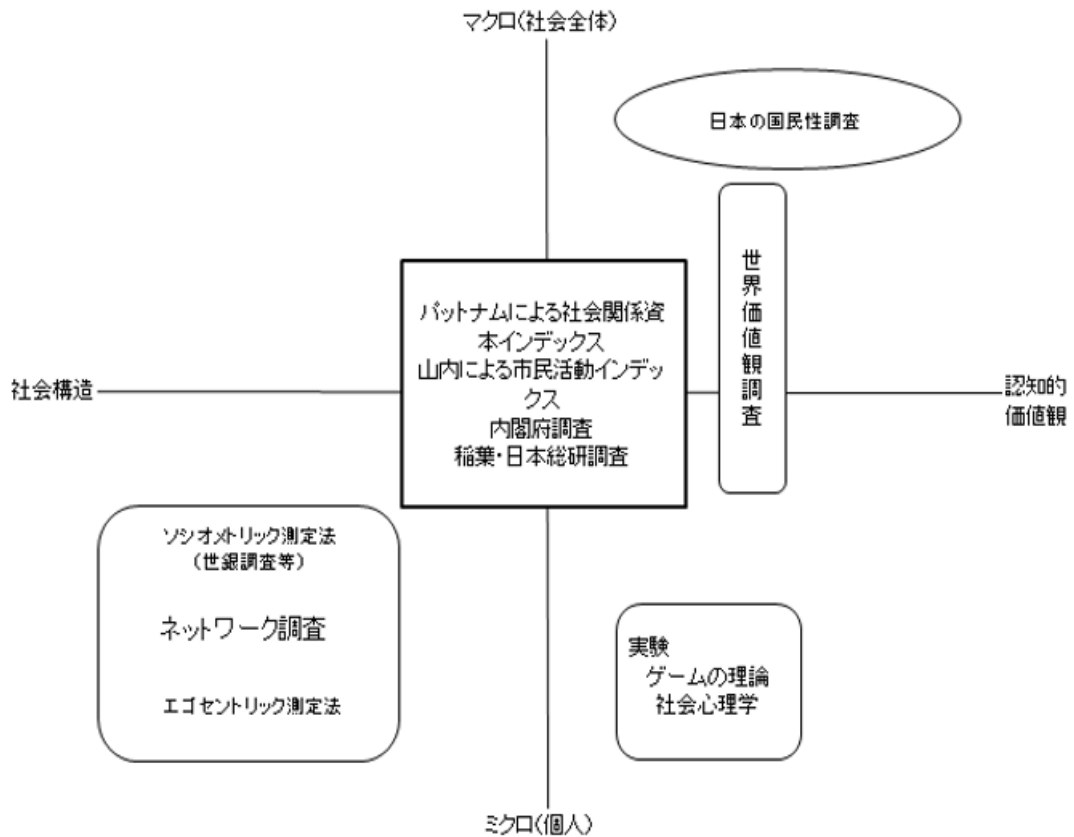 マクロ(社会全体)
日本の国民性調査
世界価値観調査
パットナムによる社会関係資
本インデックス
山内による市民活動インデッ
クス
内閣府調査
稲葉・日本総研調査
社会構造
認知的
価値観
ソシオメトリック測定法
(世銀調査等)
ネットワーク調査
エゴセントリック測定法
実験
ゲームの理論
社会心理学
ミクロ(個人)